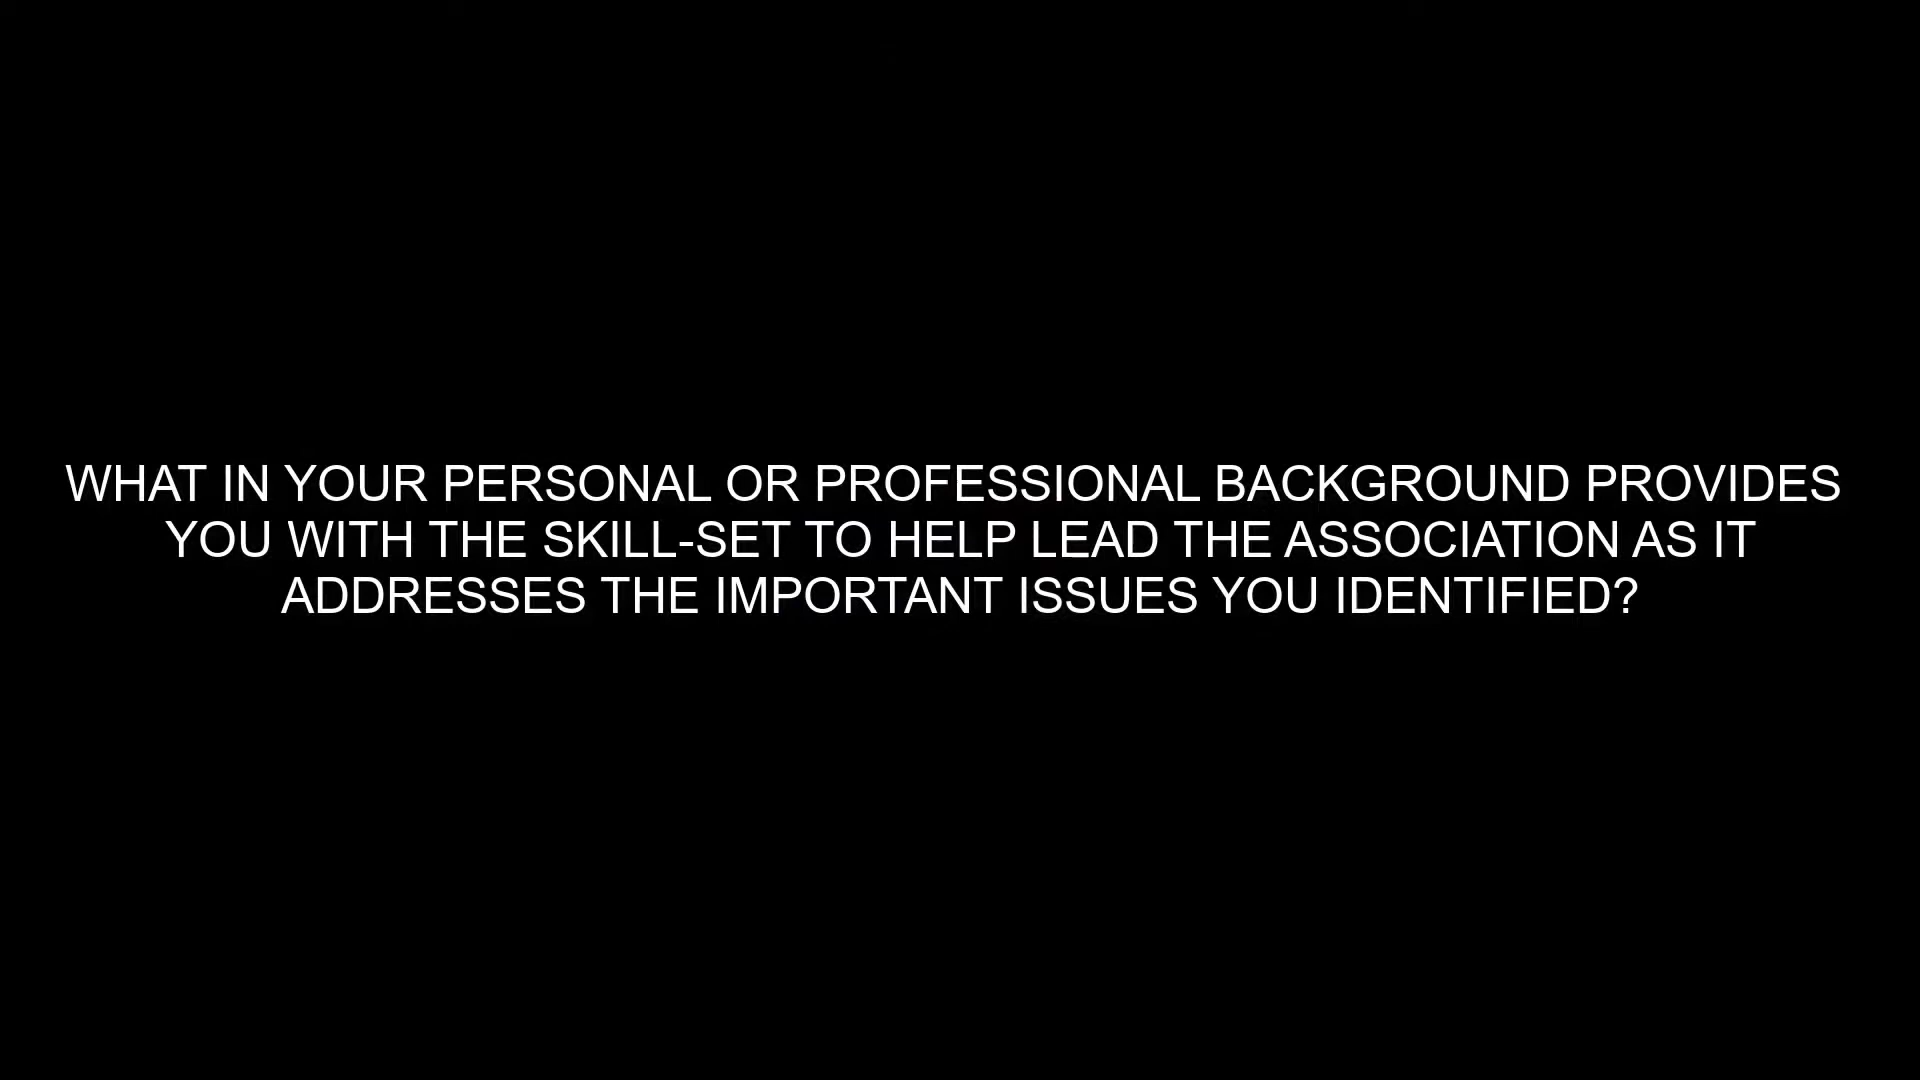 WHAT IN YOUR PERSONAL OR PROFESSIONAL BACKGROUND PROVIDES
YOU WITH THE SKILL-SET TO HELP LEAD THE ASSOCIATION AS IT
ADDRESSES THE IMPORTANT ISSUES YOU IDENTIFIED?